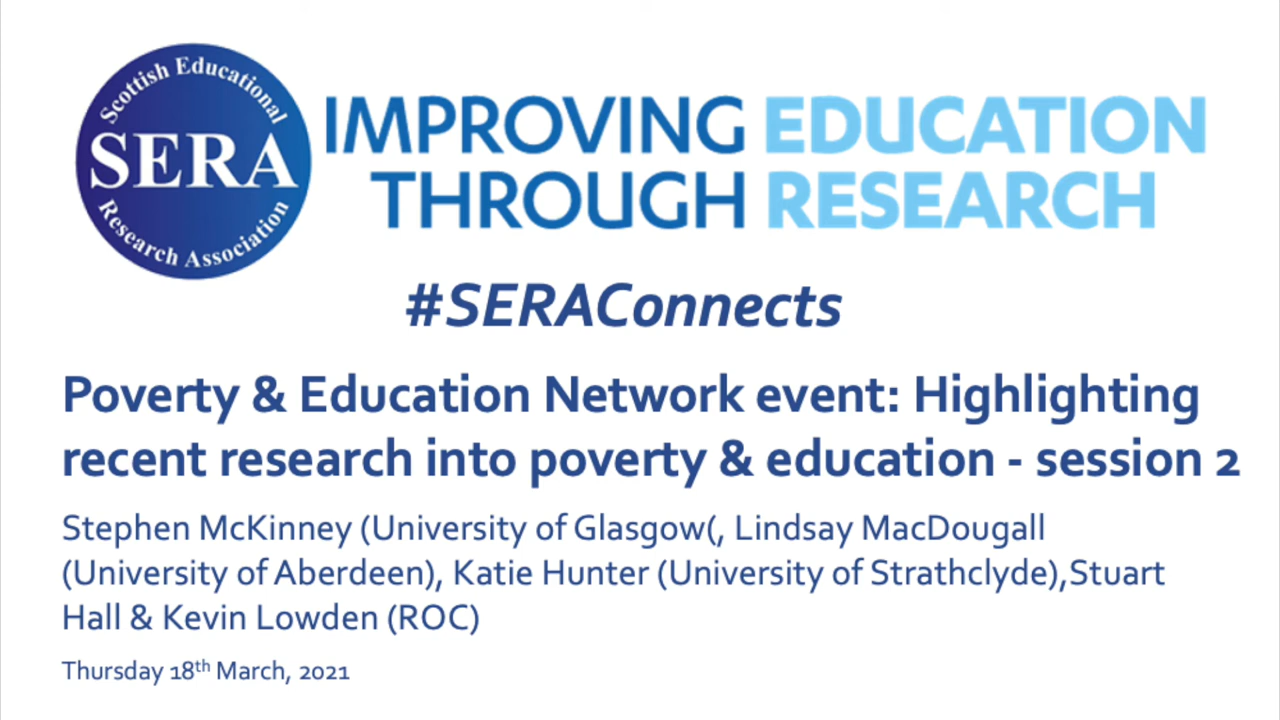 Scottish Educational
SERA
Research Association
IMPROVING EDUCATION
THROUGH RESEARCH
#SERAConnects
Poverty & Education Network event: Highlighting
recent research into poverty & education - session 2
Stephen McKinney (University of Glasgow(, Lindsay MacDougall
(University of Aberdeen), Katie Hunter (University of Strathclyde),Stuart
Hall & Kevin Lowden (ROC)
Thursday 18th March, 2021